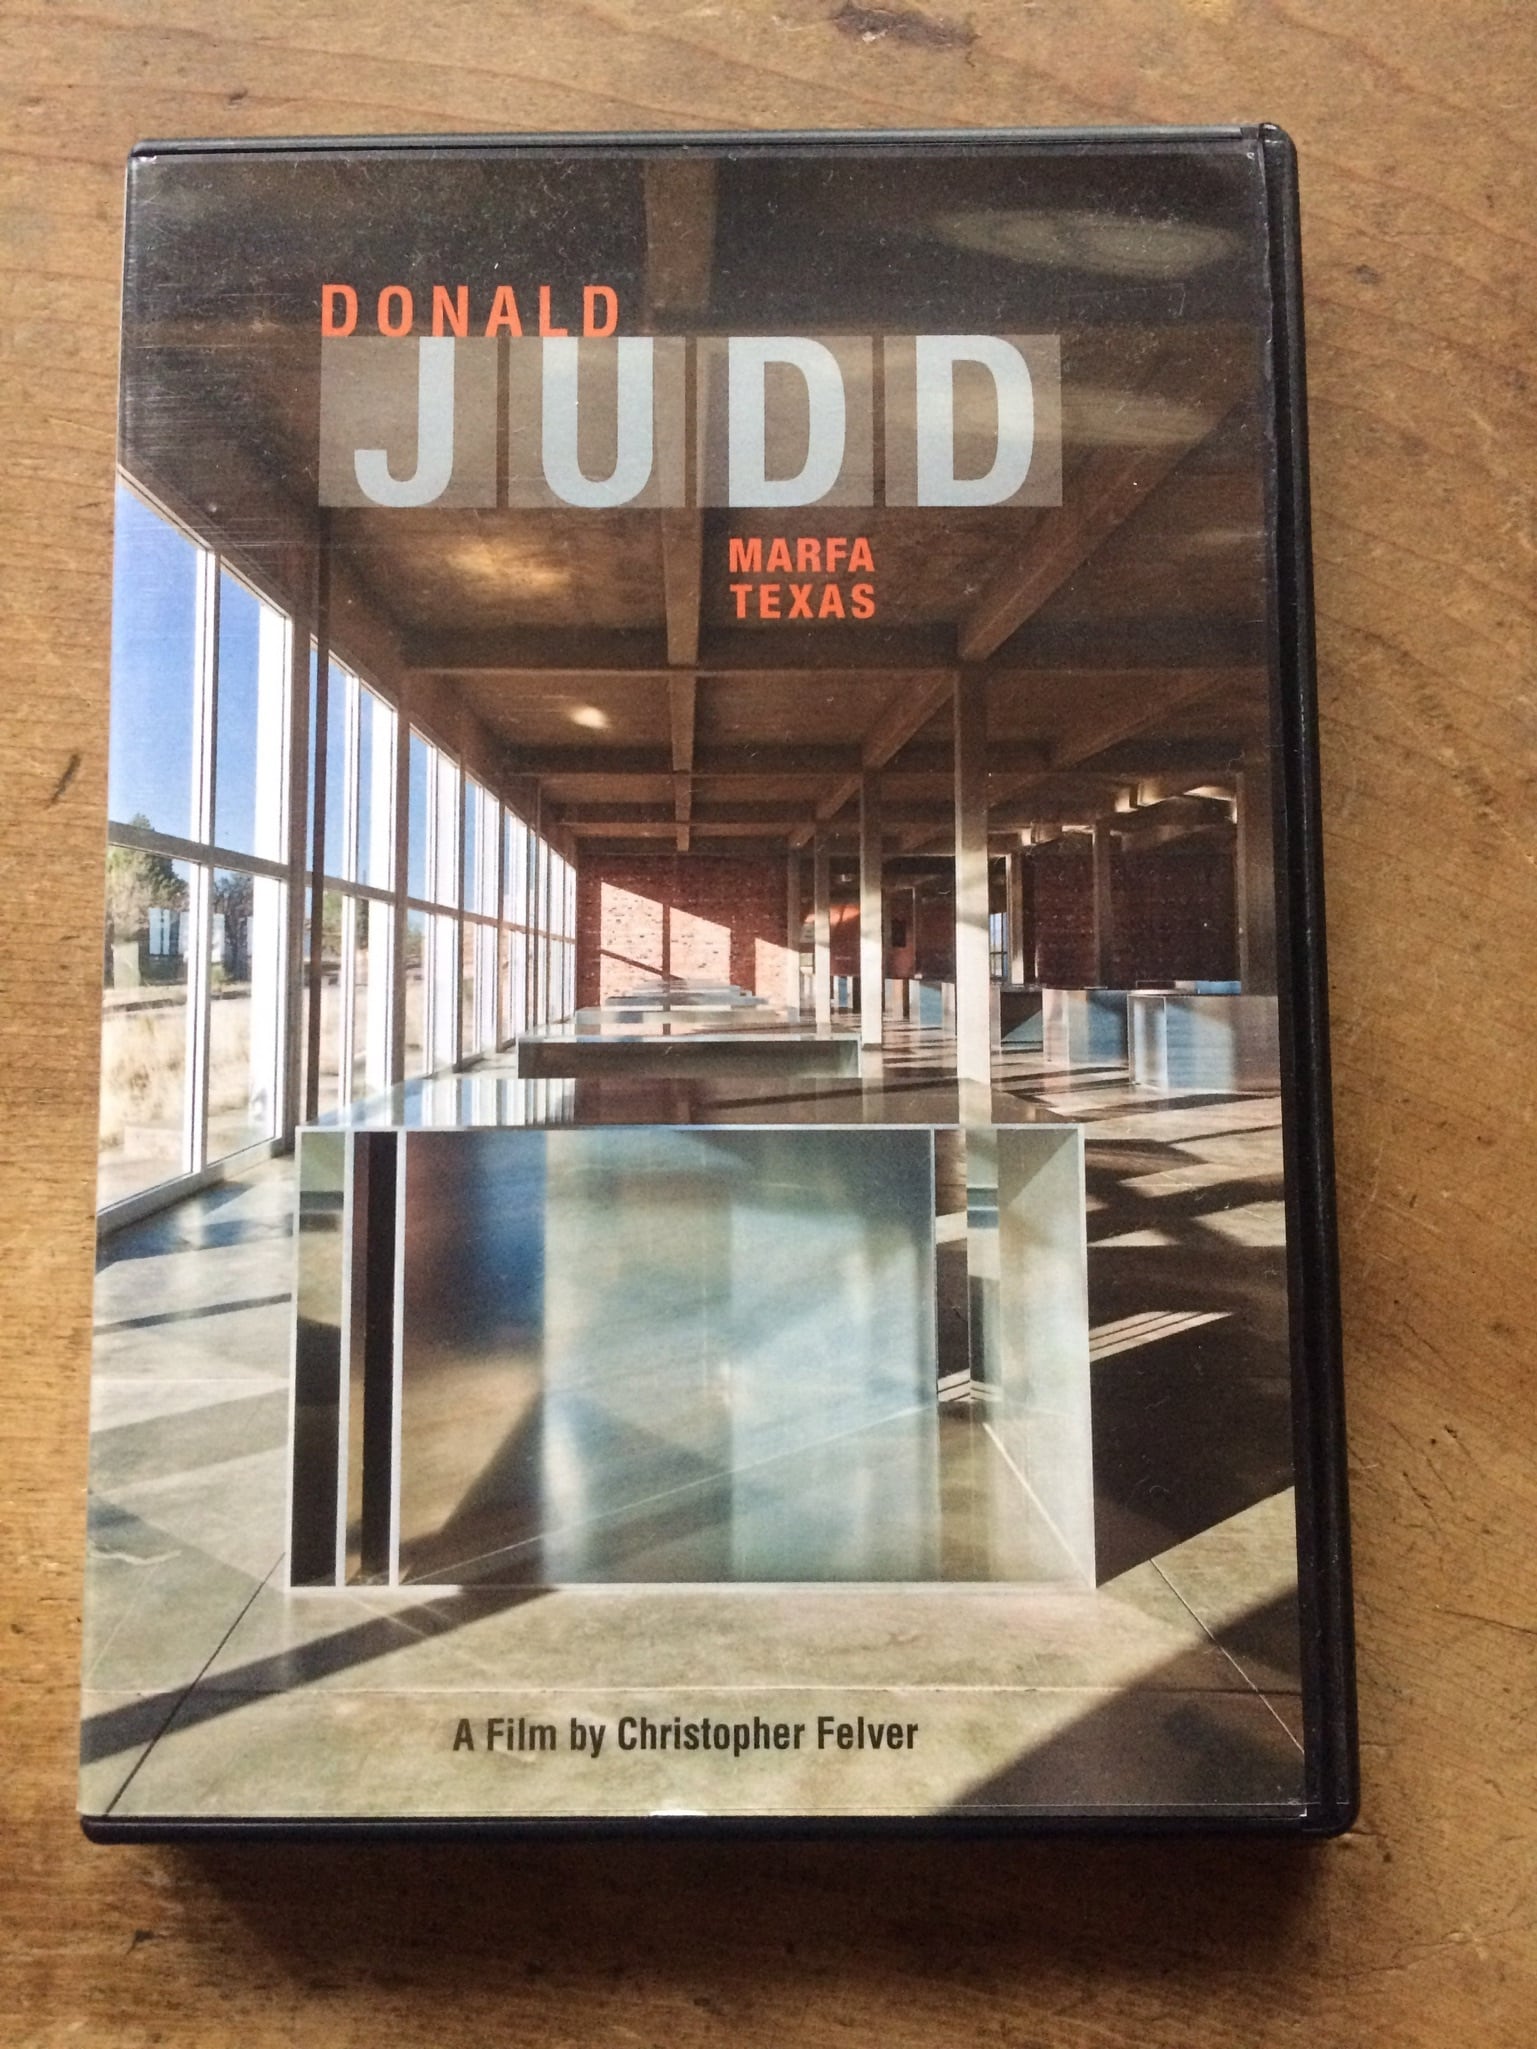 DONALD
JUDD
MARFA
TEXAS
A Film by Christopher Felver